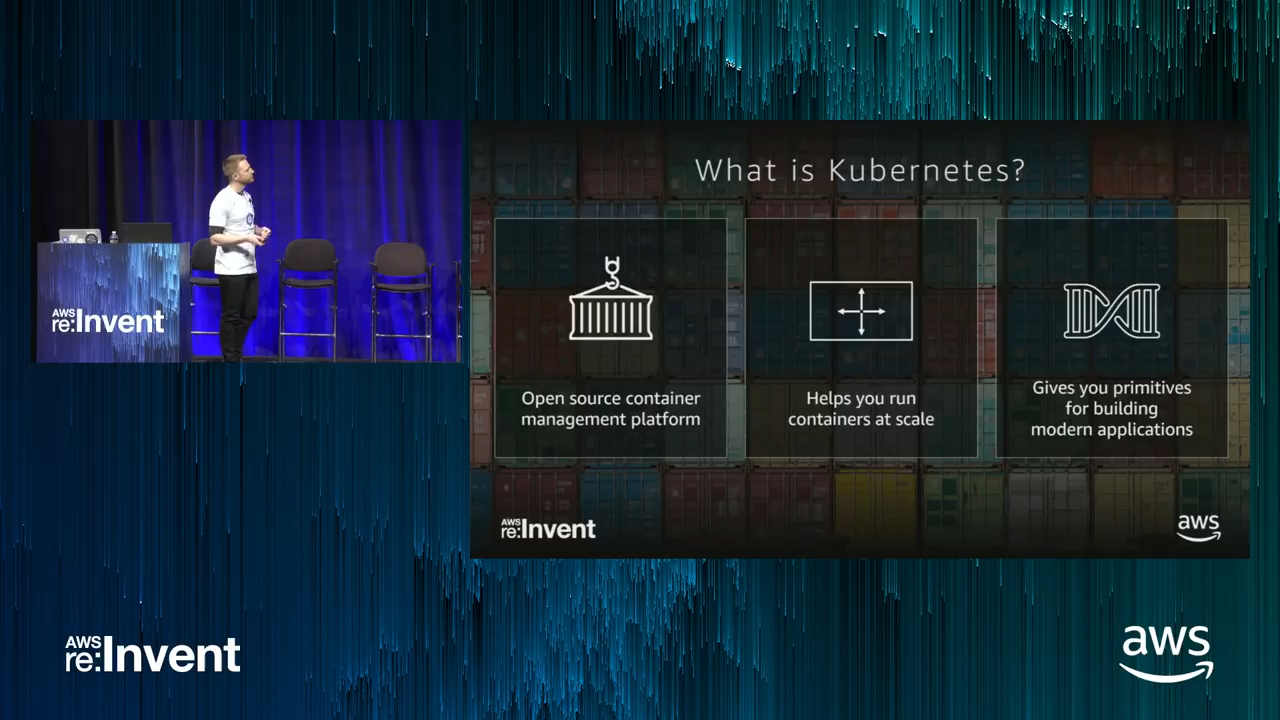 What is Kubernetes?
Open source container
management platform
Helps you run
containers at scale
Gives you primitives
for building
modern applications
AWS
re:Invent
aws
AWS
re:Invent
AWS
re:Invent
aws